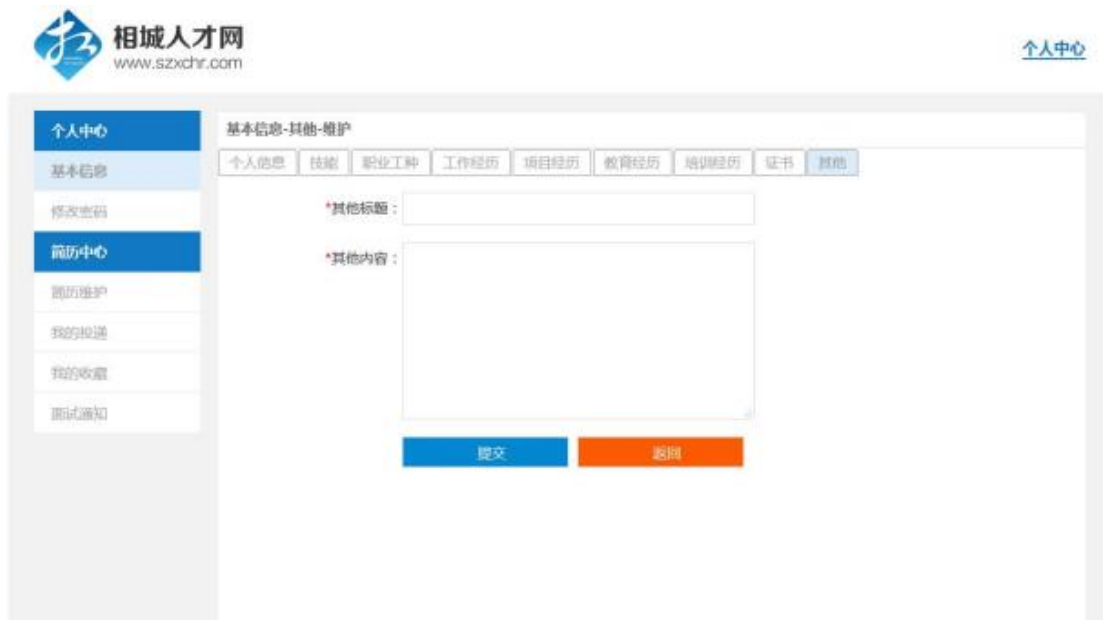 相城人才网
www.szxchr.com
个人中心
个人中心
基本信息
修改密码
简历中心
简历维护
我的投递
我的收藏
面试通知
基本信息-其他-维护
个人信息 技能 职业工种 工作经历 项目经历 教育经历 培训经历 证书 其他
*其他标题：
*其他内容：
提交 返回